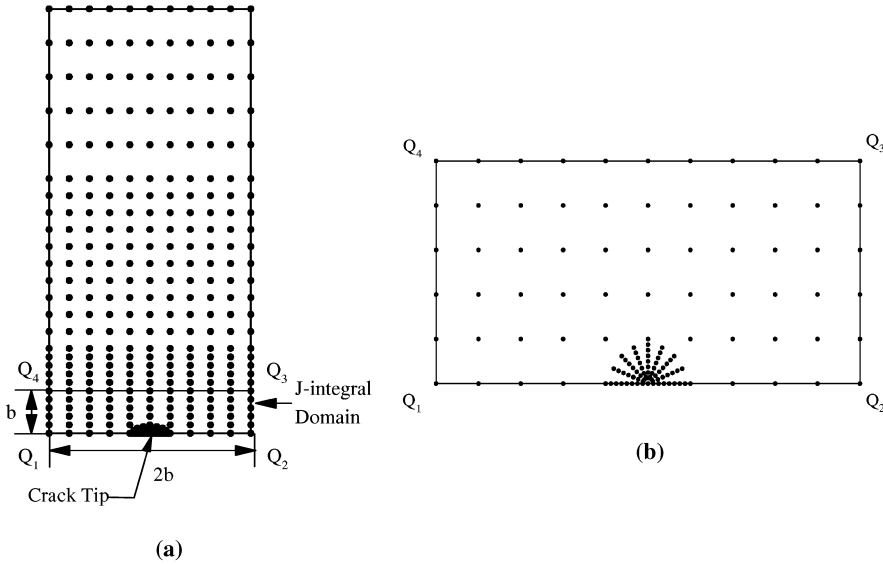 Q4
Q3
b
J-integral
Domain
Q1
Q2
2b
Crack Tip
(a)
Q4
Q3
Q1
Q2
(b)